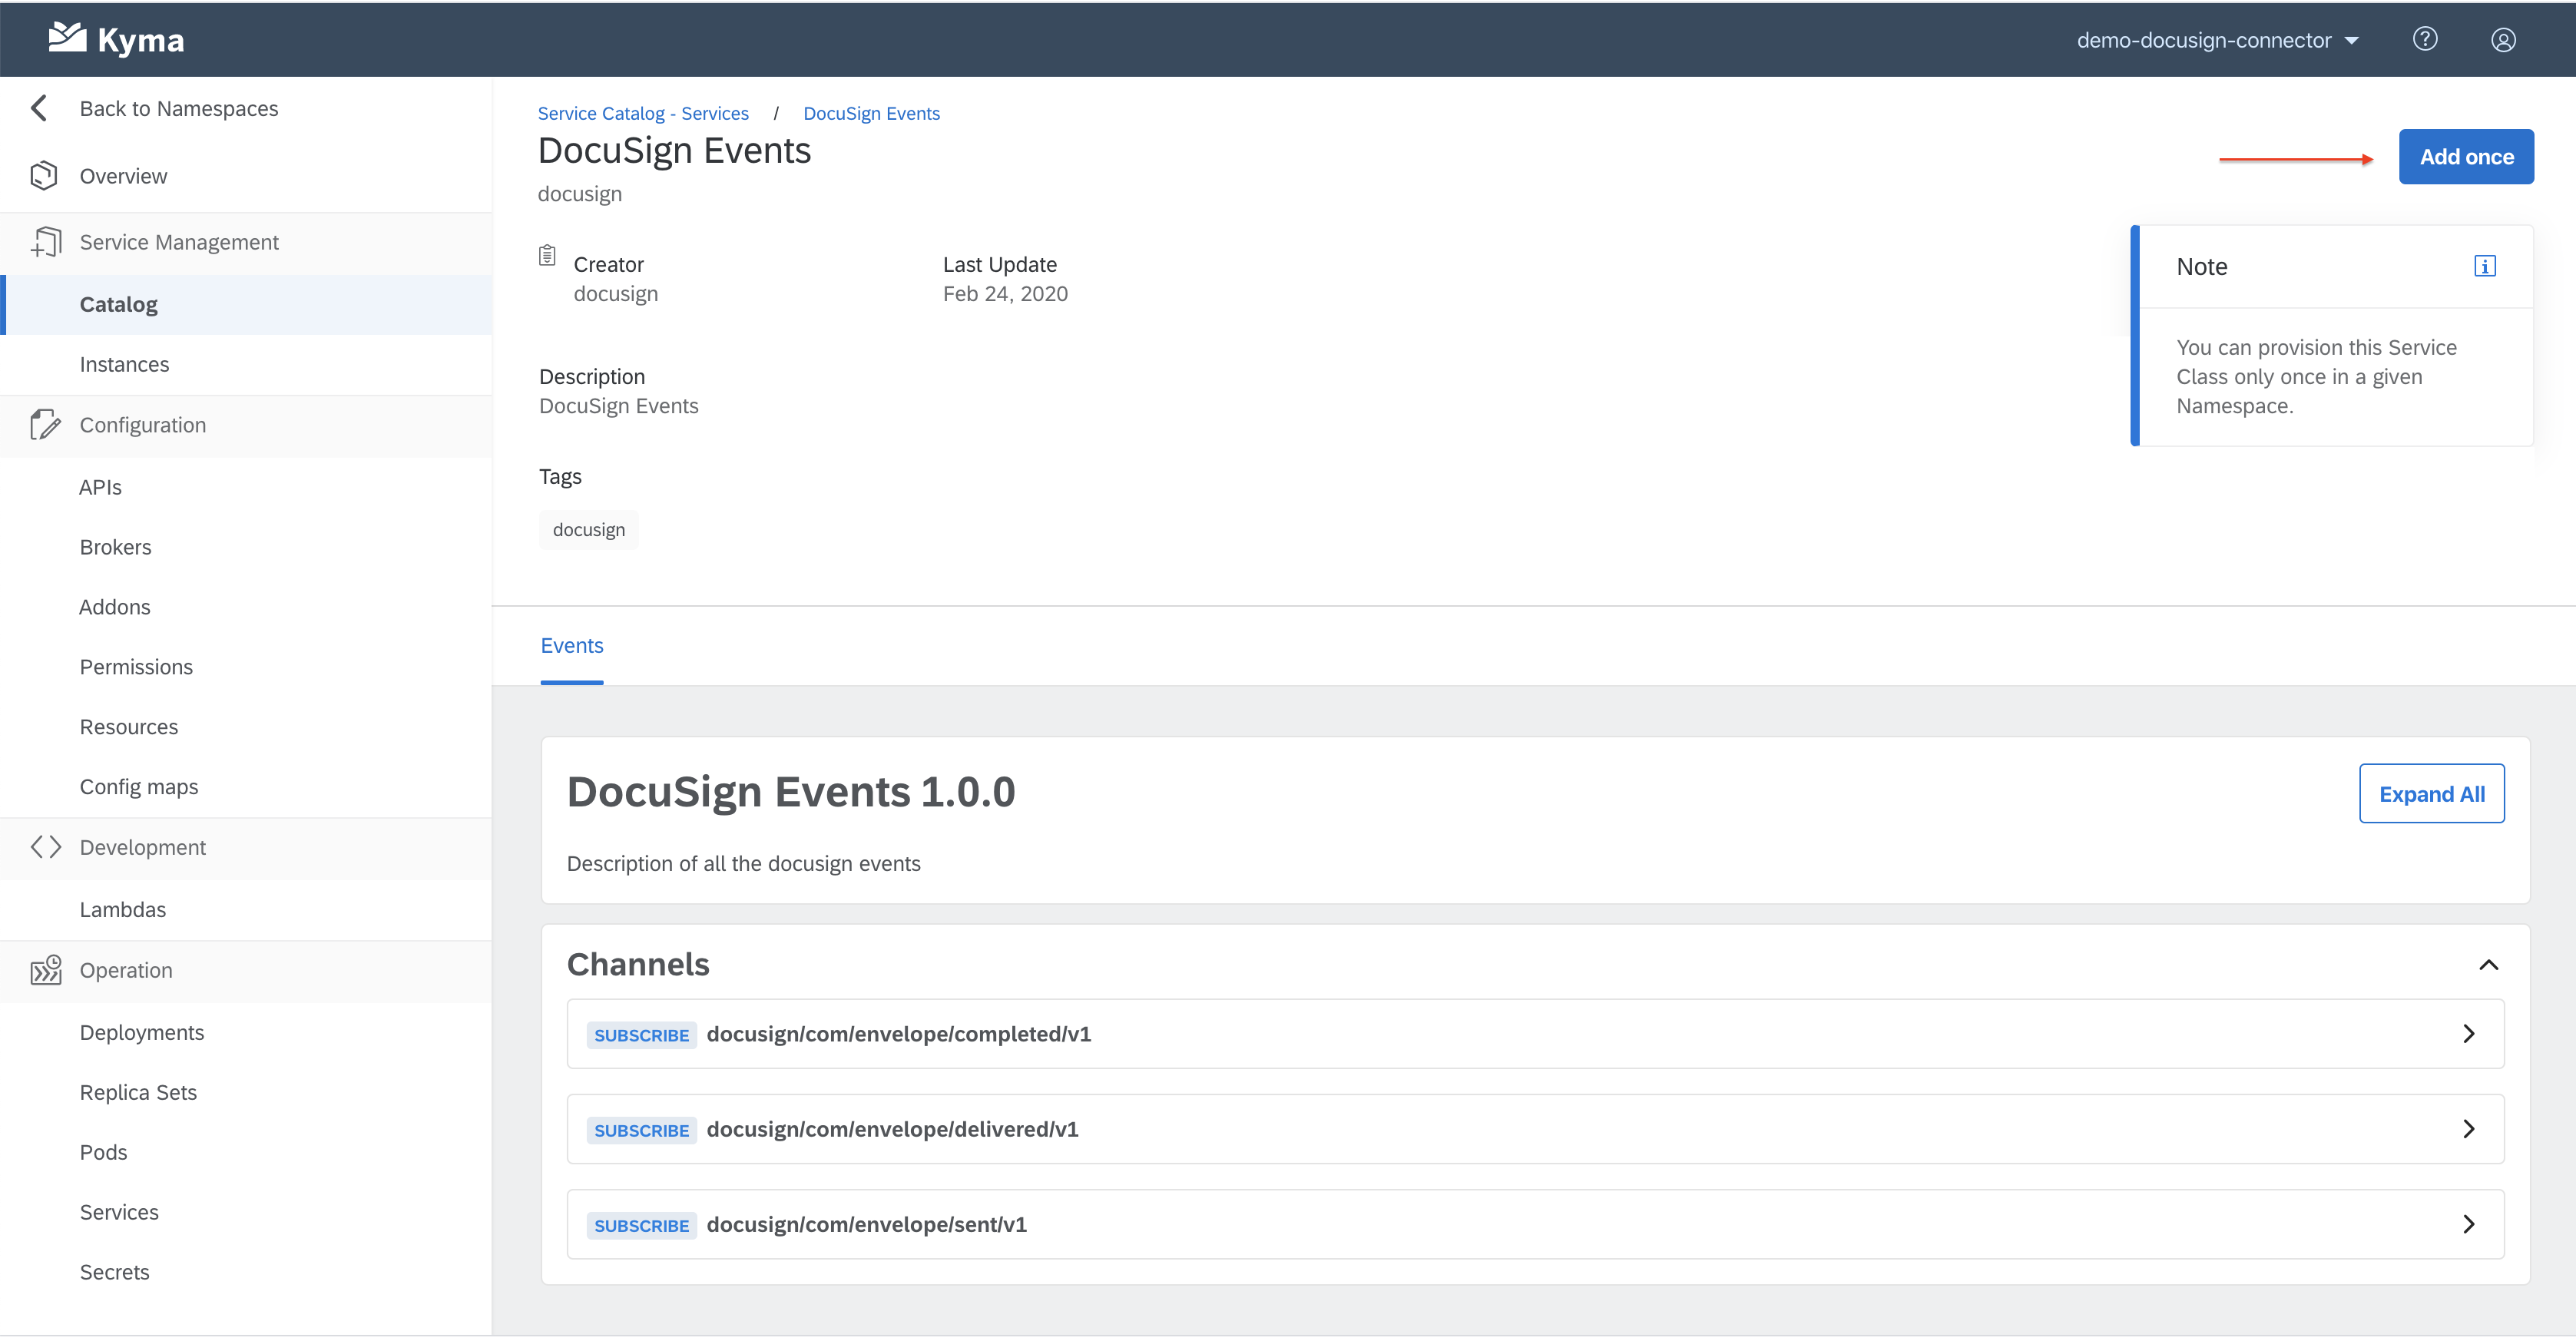 Kyma
demo-docusign-connector
Back to Namespaces
Overview
Service Management
Catalog
Instances
Configuration
APIs
Brokers
Addons
Permissions
Resources
Config maps
Development
Lambdas
Operation
Deployments
Replica Sets
Pods
Services
Secrets
Service Catalog - Services / DocuSign Events
DocuSign Events
docusign
Add once
Creator
docusign
Last Update
Feb 24, 2020
Description
DocuSign Events
Tags
docusign
Note
You can provision this Service
Class only once in a given
Namespace.
Events
DocuSign Events 1.0.0
Expand All
Description of all the docusign events
Channels
SUBSCRIBE docusign/com/envelope/completed/v1
SUBSCRIBE docusign/com/envelope/delivered/v1
SUBSCRIBE docusign/com/envelope/sent/v1